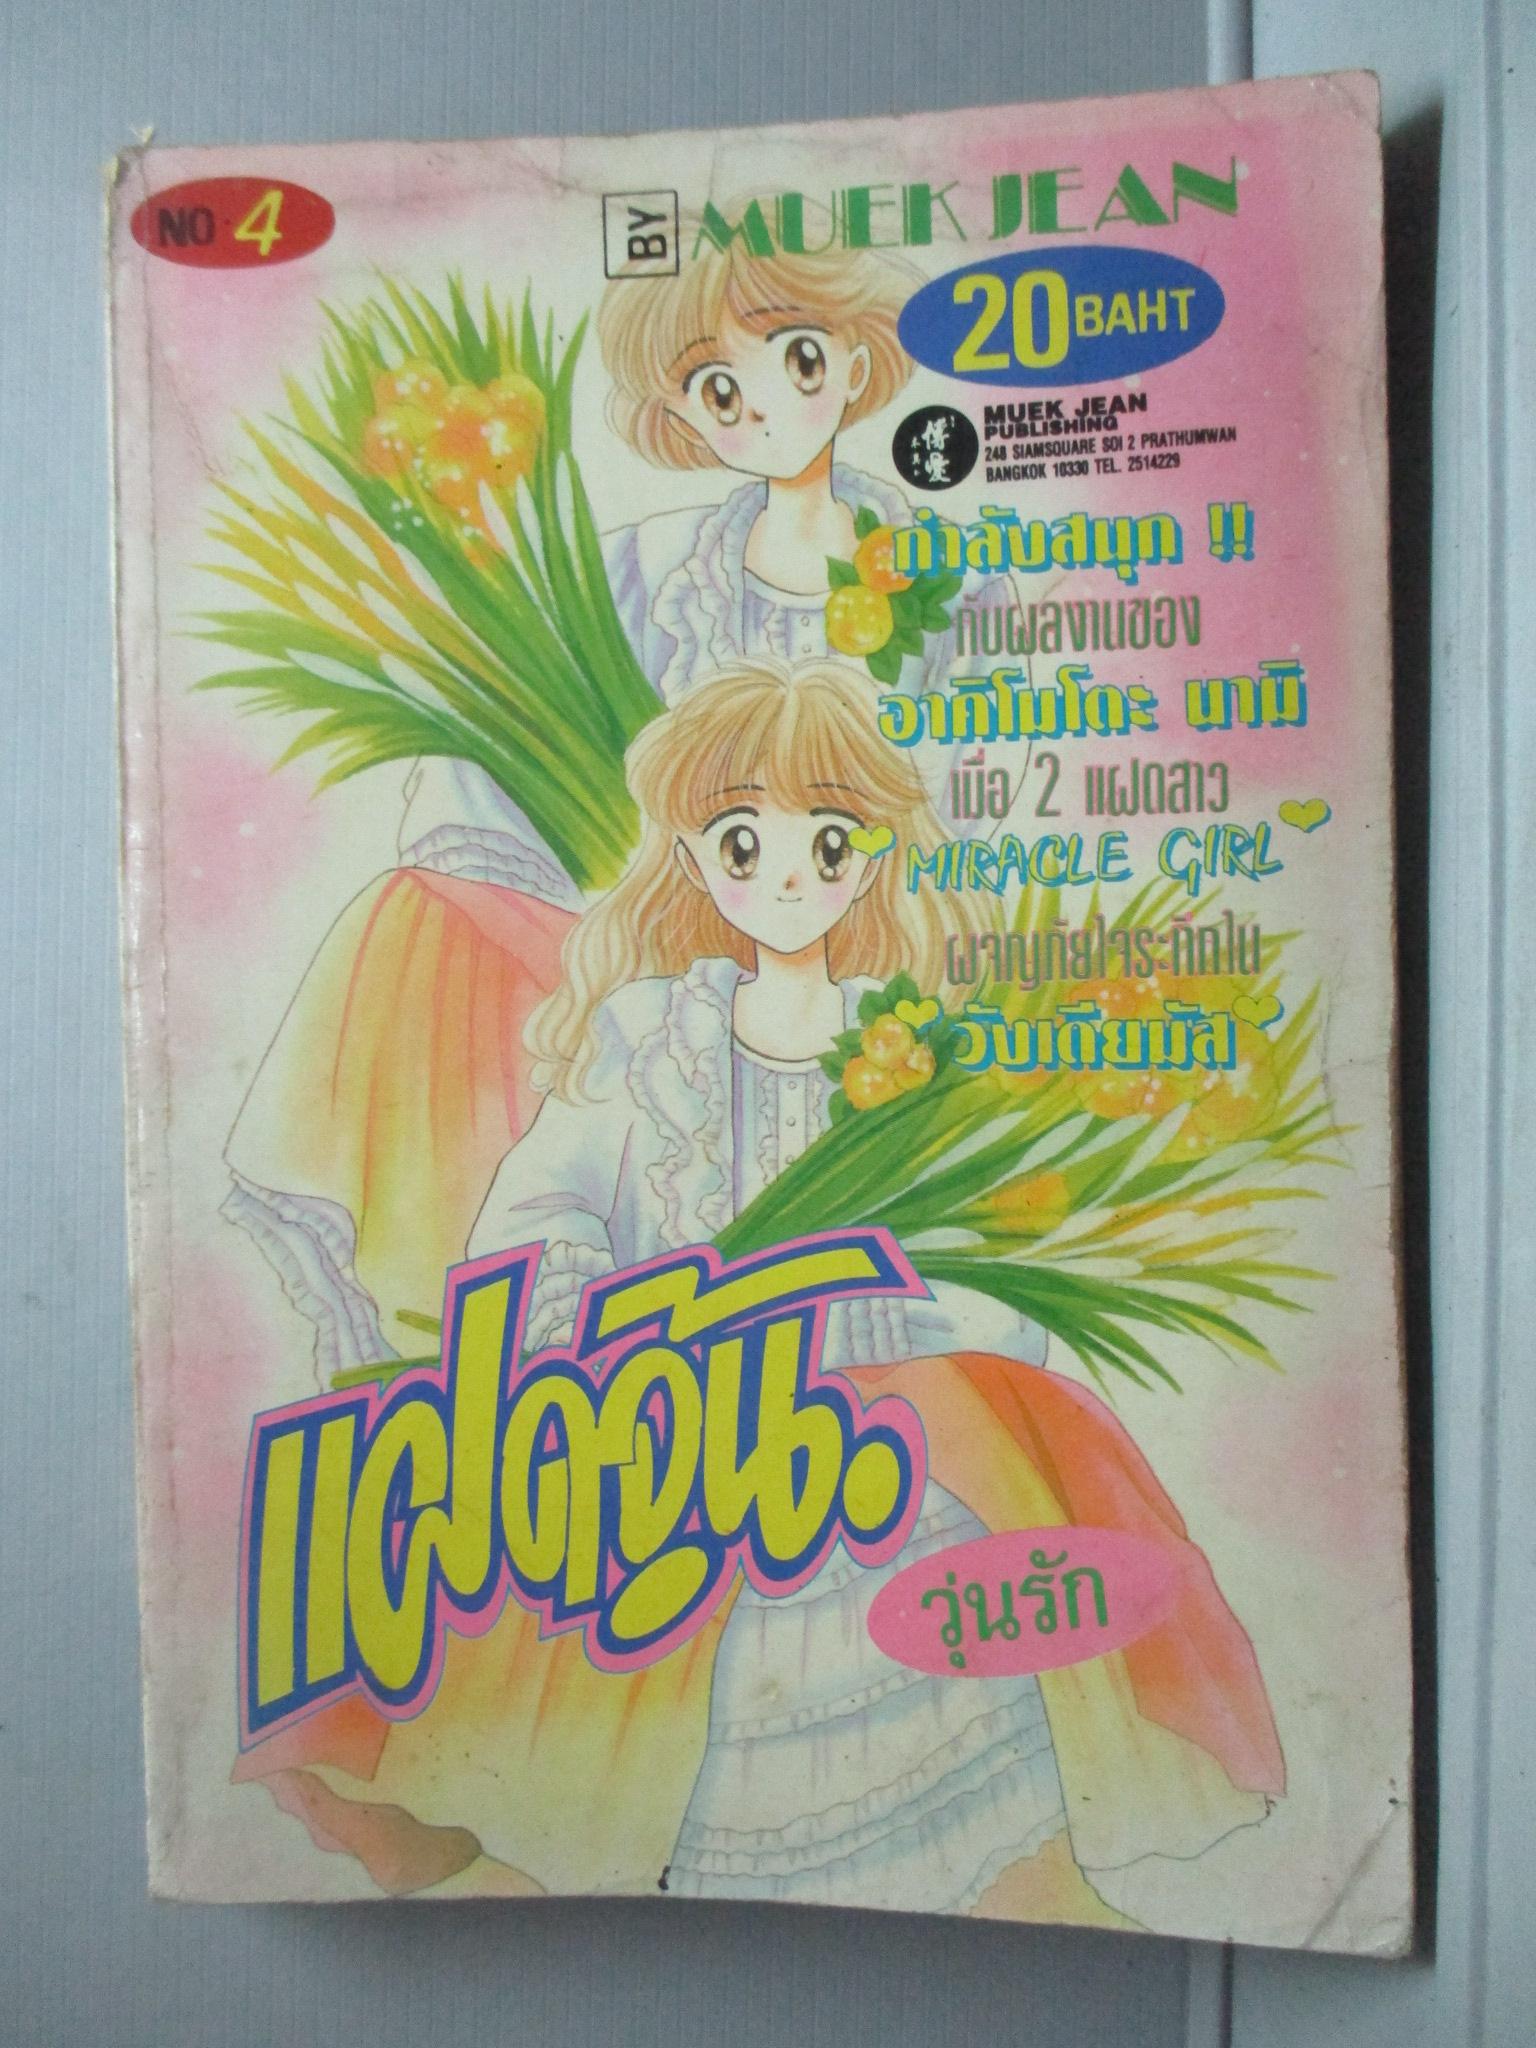 NO. 4
BY MUEK JEAN
20 BAHT
MUEK JEAN
PUBLISHING
248 SIAMSQUARE SOI 2 PRATHUMWAN
BANGKOK 10330 TEL. 2514229
กำลังสนุก !!
กับผลงานของ
อาคิโมโตะ นามิ
เมื่อ 2 แฝดสาว
MIRACLE GIRL
ผจญภัยใจระทึกใน
วังเดียมัส
แฝดจุ้น.
วุ่นรัก